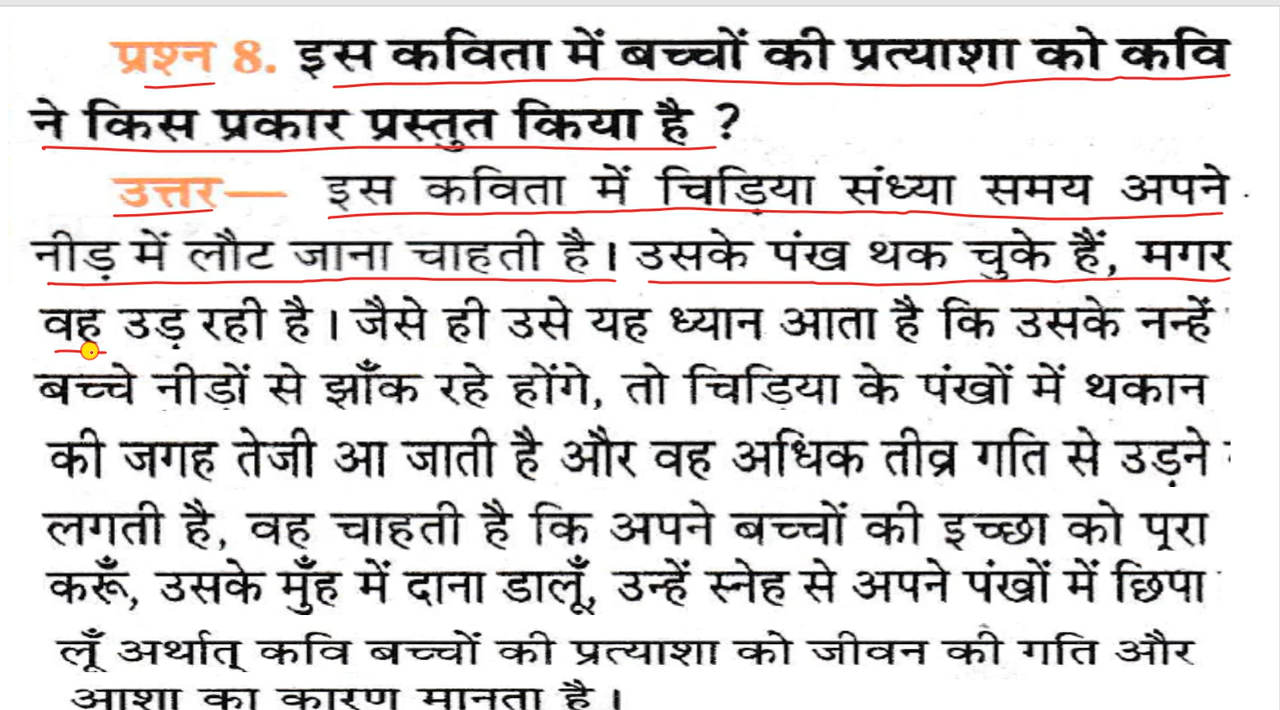 प्रश्न 8. इस कविता में बच्चों की प्रत्याशा को कवि
ने किस प्रकार प्रस्तुत किया है ?
उत्तर— इस कविता में चिड़िया संध्या समय अपने
नीड़ में लौट जाना चाहती है। उसके पंख थक चुके हैं, मगर
वह उड़ रही है। जैसे ही उसे यह ध्यान आता है कि उसके नन्हें
बच्चे नीड़ों से झाँक रहे होंगे, तो चिड़िया के पंखों में थकान
की जगह तेजी आ जाती है और वह अधिक तीव्र गति से उड़ने
लगती है, वह चाहती है कि अपने बच्चों की इच्छा को पूरा
करूँ, उसके मुँह में दाना डालूँ, उन्हें स्नेह से अपने पंखों में छिपा
लूँ अर्थात् कवि बच्चों की प्रत्याशा को जीवन की गति और
आशा का कारण मानता है।